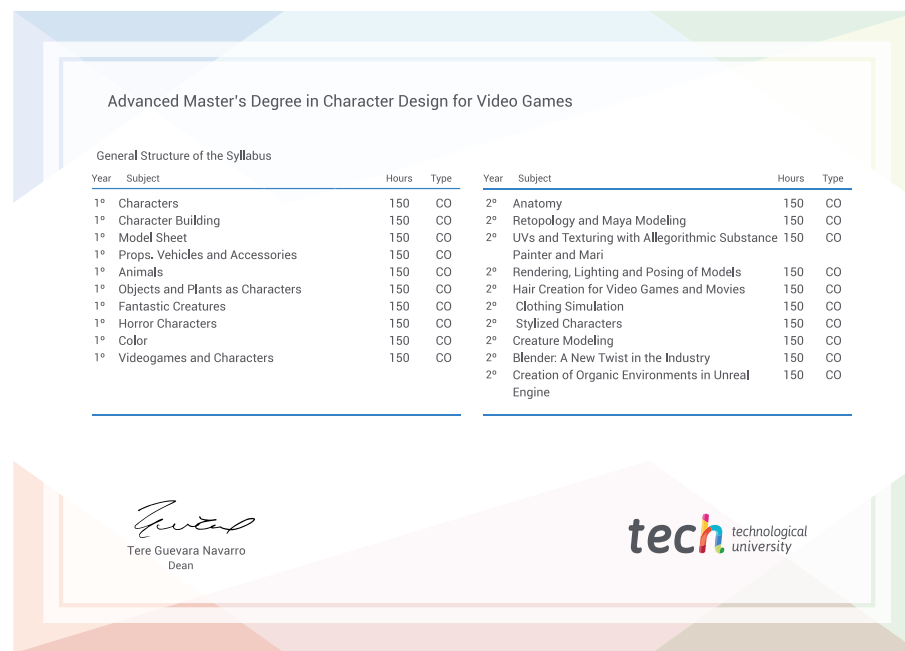 Advanced Master's Degree in Character Design for Video Games
General Structure of the Syllabus
Year Subject Hours Type
1º Characters 150 CO
1º Character Building 150 CO
1º Model Sheet 150 CO
1º Props. Vehicles and Accessories 150 CO
1º Animals 150 CO
1º Objects and Plants as Characters 150 CO
1º Fantastic Creatures 150 CO
1º Horror Characters 150 CO
1º Color 150 CO
1º Videogames and Characters 150 CO
Year Subject Hours Type
2º Anatomy 150 CO
2º Retopology and Maya Modeling 150 CO
2º UVs and Texturing with Allegorithmic Substance 150 CO
Painter and Mari
2º Rendering, Lighting and Posing of Models 150 CO
2º Hair Creation for Video Games and Movies 150 CO
2º Clothing Simulation 150 CO
2º Stylized Characters 150 CO
2º Creature Modeling 150 CO
2º Blender: A New Twist in the Industry 150 CO
2º Creation of Organic Environments in Unreal 150 CO
Engine
Tere Guevara Navarro
Dean
tech technological
university